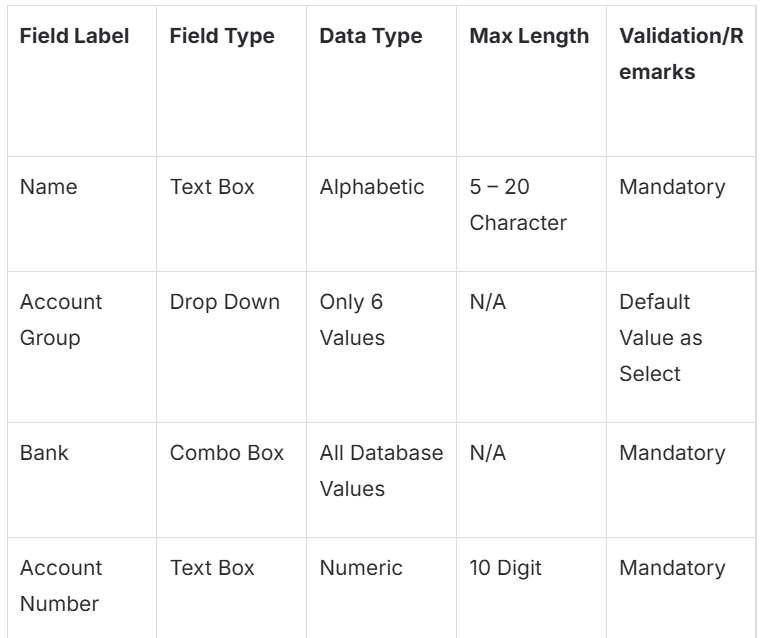 Field Label Field Type Data Type Max Length Validation/R
emarks
Name Text Box Alphabetic 5 – 20
Character
Mandatory
Account
Group
Drop Down Only 6
Values
N/A Default
Value as
Select
Bank Combo Box All Database
Values
N/A Mandatory
Account
Number
Text Box Numeric 10 Digit Mandatory